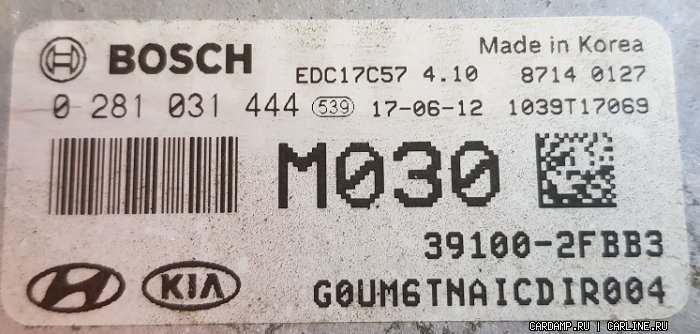 BOSCH Made in Korea
EDC17C57 4.10 8714 0127
0 281 031 444 539 17-06-12 1039T17069
M030
39100-2FBB3
KIA G0UM6TNAICDIR004
CARDAMP.RU | CARLINE.RU